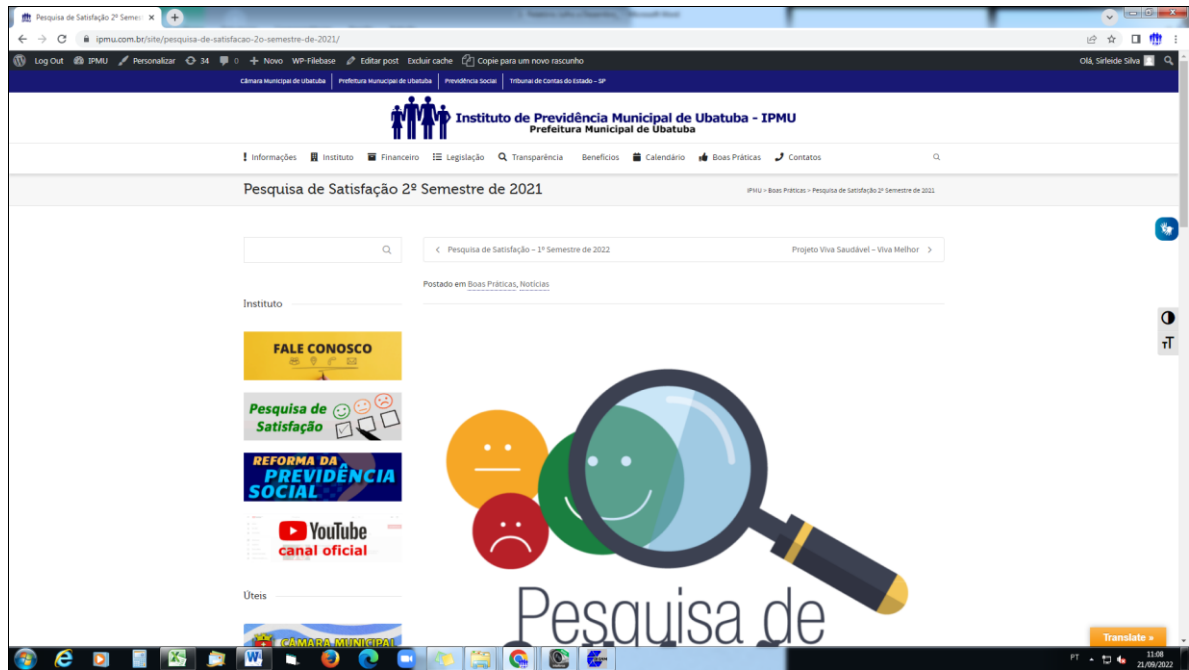 Pesquisa de Satisfação 2º Semes
ipmu.com.br/site/pesquisa-de-satisfacao-2o-semestre-de-2021/
Log Out IPMU Personalizar 34 0 + Novo WP-Filebase Editar post Excluir cache Copie para um novo rascunho Olá, Sirleide Silva
Câmara Municipal de Ubatuba Prefeitura Munucipal de Ubatuba Previdência Social Tribunal de Contas do Estado – SP
Instituto de Previdência Municipal de Ubatuba - IPMU
Prefeitura Municipal de Ubatuba
Informações Instituto Financeiro Legislação Transparência Benefícios Calendário Boas Práticas Contatos
Pesquisa de Satisfação 2º Semestre de 2021
IPMU > Boas Práticas > Pesquisa de Satisfação 2º Semestre de 2021
< Pesquisa de Satisfação – 1º Semestre de 2022
Projeto Viva Saudável – Viva Melhor >
Postado em Boas Práticas, Notícias
Instituto
FALE CONOSCO
Pesquisa de
Satisfação
REFORMA DA
PREVIDÊNCIA
SOCIAL
YouTube
canal oficial
Úteis
CÂMARA MUNICIPAL
Pesquisa de
Translate »
PT
11:08
21/09/2022